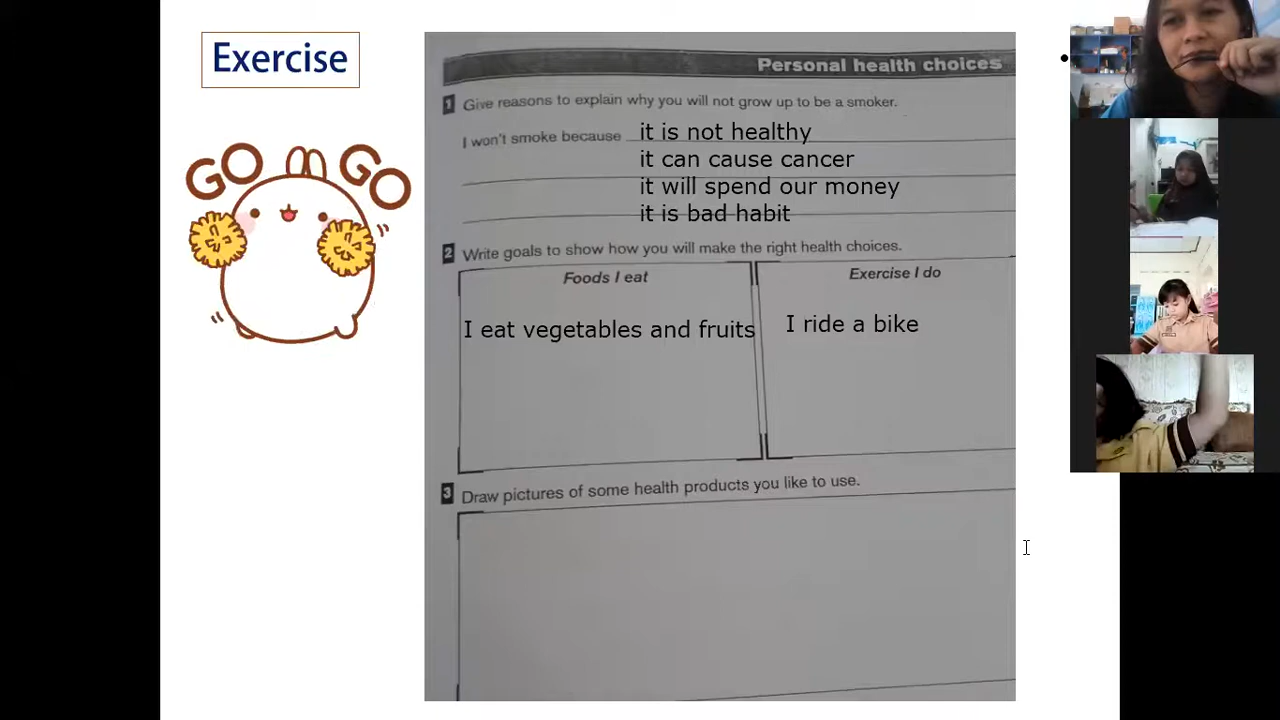 Exercise
GO GO
Personal health choices
1 Give reasons to explain why you will not grow up to be a smoker.
I won't smoke because it is not healthy
it can cause cancer
it will spend our money
it is bad habit
2 Write goals to show how you will make the right health choices.
Foods I eat
Exercise I do
I eat vegetables and fruits
I ride a bike
3 Draw pictures of some health products you like to use.